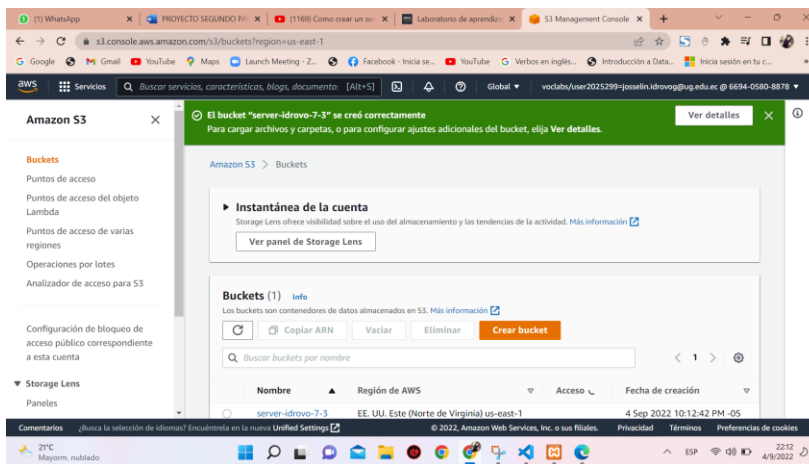 (1) WhatsApp
PROYECTO SEGUNDO PA
(1169) Como crear un ser
Laboratorio de aprendizaj
S3 Management Console
s3.console.aws.amazon.com/s3/buckets?region=us-east-1
Google
Gmail
YouTube
Maps
Launch Meeting - Z...
Facebook - Inicia se...
YouTube
Verbos en inglés...
Introducción a Data...
Inicia sesión en tu c...
aws
Servicios
Buscar servicios, características, blogs, documento:
[Alt+S]
Global
voclabs/user2025299=josselin.idrovog@ug.edu.ec @ 6694-0580-8878
Amazon S3
El bucket "server-idrovo-7-3" se creó correctamente
Para cargar archivos y carpetas, o para configurar ajustes adicionales del bucket, elija Ver detalles.
Ver detalles
Buckets
Puntos de acceso
Puntos de acceso del objeto
Lambda
Puntos de acceso de varias
regiones
Operaciones por lotes
Analizador de acceso para S3
Configuración de bloqueo de
acceso público correspondiente
a esta cuenta
Storage Lens
Paneles
Amazon S3 > Buckets
Instantánea de la cuenta
Storage Lens ofrece visibilidad sobre el uso del almacenamiento y las tendencias de la actividad. Más información
Ver panel de Storage Lens
Buckets (1) Info
Los buckets son contenedores de datos almacenados en S3. Más información
Copiar ARN
Vaciar
Eliminar
Crear bucket
Buscar buckets por nombre
1
Nombre
Región de AWS
Acceso
Fecha de creación
server-idrovo-7-3
EE. UU. Este (Norte de Virginia) us-east-1
4 Sep 2022 10:12:42 PM -05
Comentarios
¿Busca la selección de idiomas? Encuéntrela en la nueva Unified Settings
© 2022, Amazon Web Services, Inc. o sus filiales.
Privacidad
Términos
Preferencias de cookies
21°C
Mayorm. nublado
ESP
22:12
4/9/2022